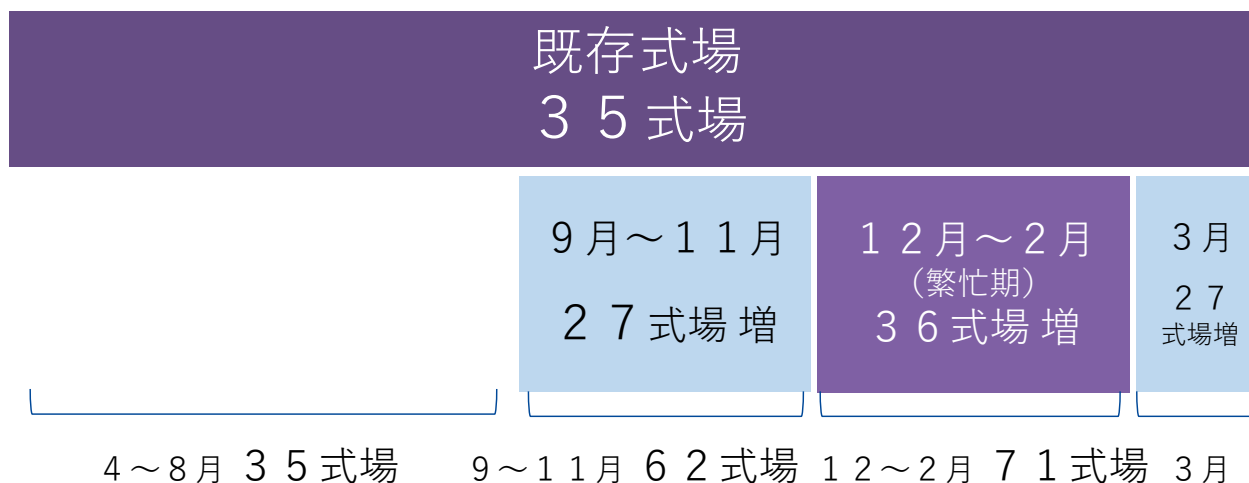 既存式場
３５式場
９月～１１月
２７式場 増
１２月～２月
（繁忙期）
３６式場 増
３月
２７
式場増
４～８月 ３５式場
９～１１月 ６２式場
１２～２月 ７１式場
３月